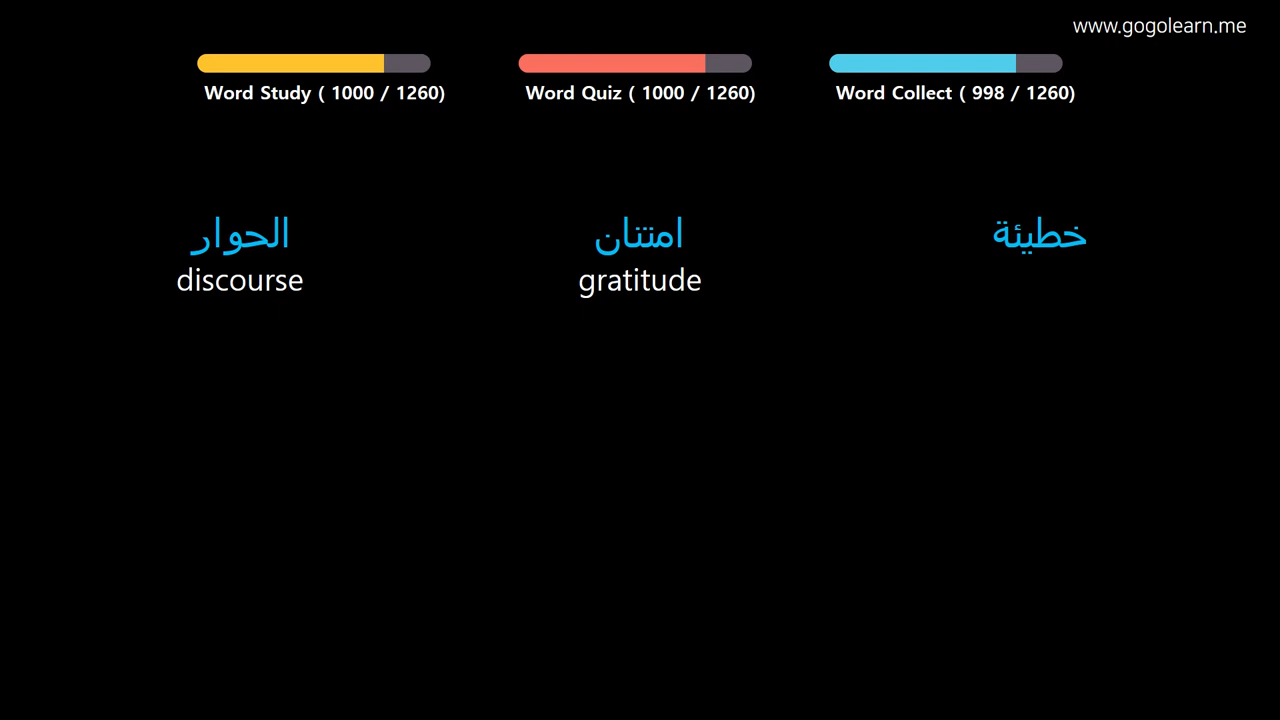 www.gogolearn.me
Word Study ( 1000 / 1260)
Word Quiz ( 1000 / 1260)
Word Collect ( 998 / 1260)
الحوار
discourse
امتنان
gratitude
خطيئة